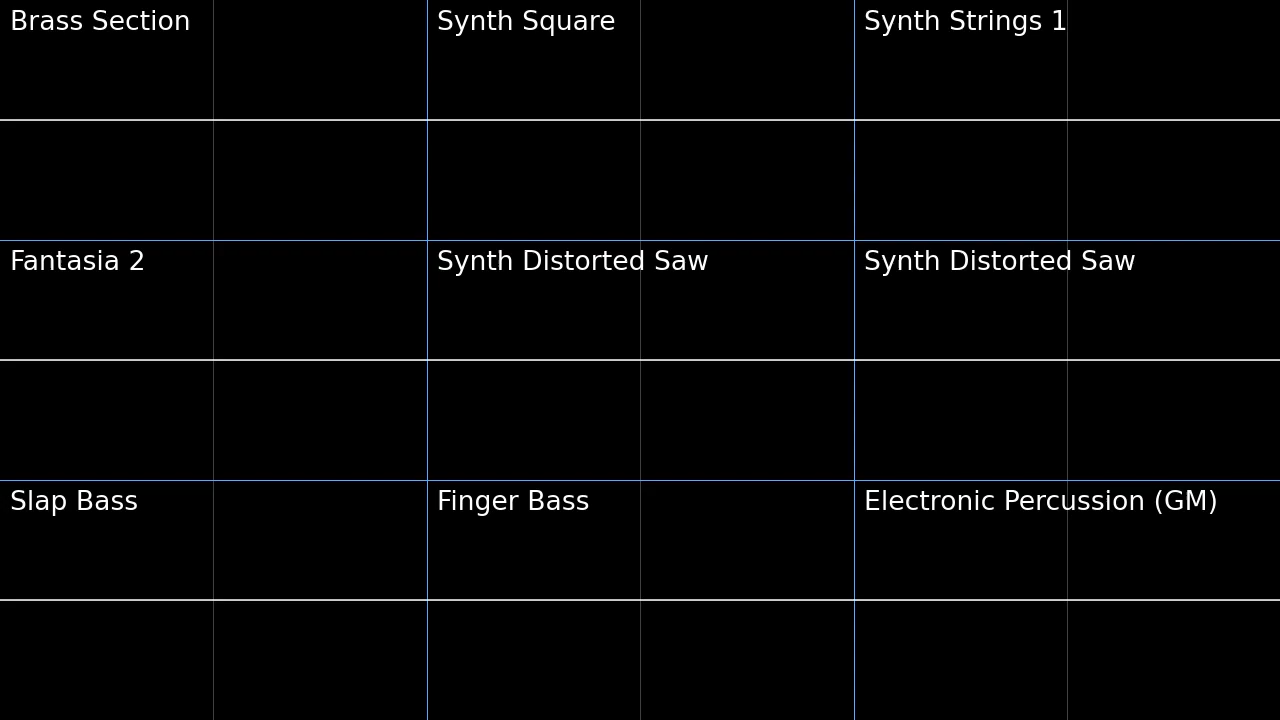 Brass Section
Synth Square
Synth Strings 1
Fantasia 2
Synth Distorted Saw
Synth Distorted Saw
Slap Bass
Finger Bass
Electronic Percussion (GM)